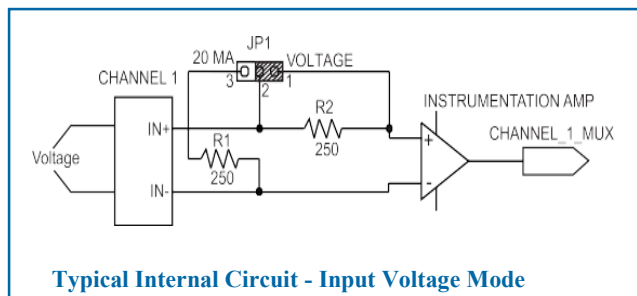 JP1
20 MA
VOLTAGE
3
1
2
CHANNEL 1
R2
INSTRUMENTATION AMP
IN+
250
+
CHANNEL_1_MUX
Voltage
R1
250
IN-
-
Typical Internal Circuit - Input Voltage Mode